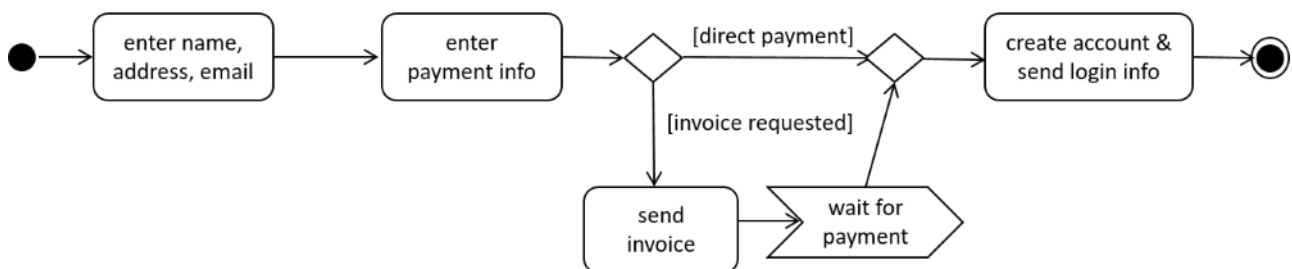 enter name,
address, email
enter
payment info
[direct payment]
create account &
send login info
[invoice requested]
send
invoice
wait for
payment